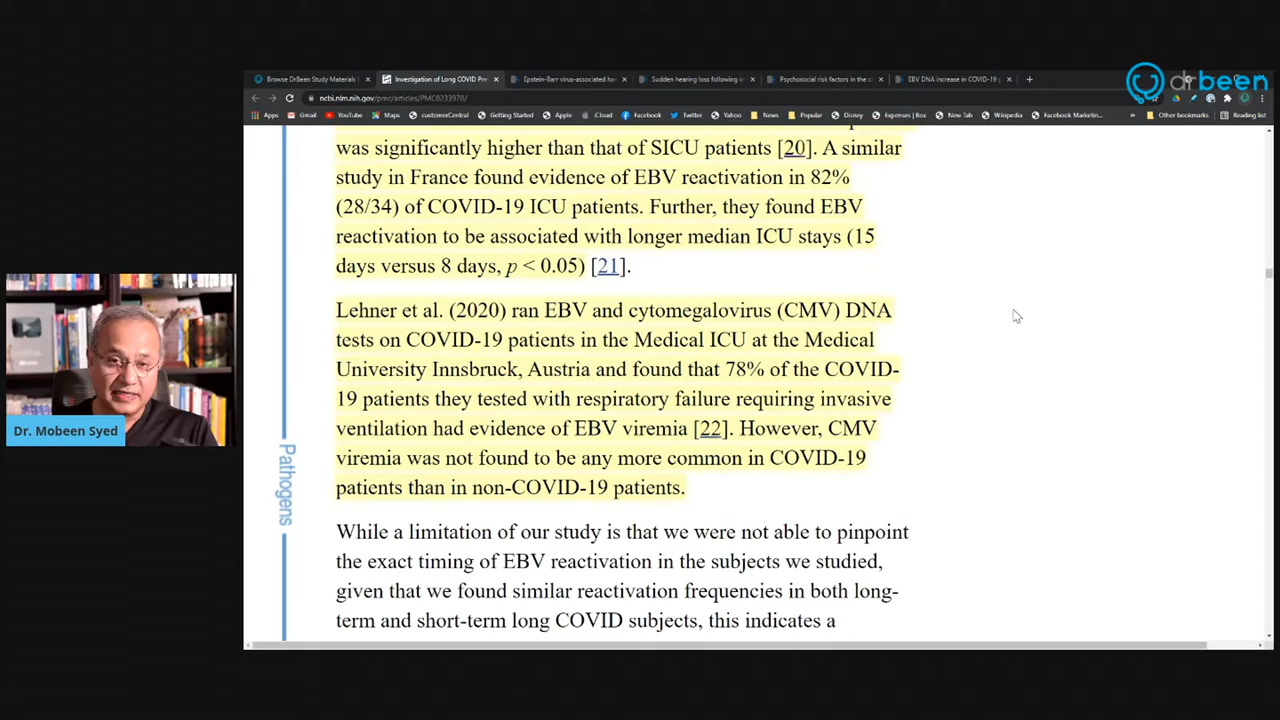 drbeen
Browse DrBeen Study Materials
Investigation of Long COVID Pre
Epstein-Barr virus-associated ha
Sudden hearing loss following in
Psychosocial risk factors in the s
EBV DNA increase in COVID-19 p
ncbi.nlm.nih.gov/pmc/articles/PMC8233978/
Apps Gmail YouTube Maps customerCentral Getting Started Apple iCloud Facebook Twitter Yahoo News Popular Disney Expenses | Box New Tab Wikipedia Facebook Marketin... Other bookmarks Reading list
was significantly higher than that of SICU patients [20]. A similar
study in France found evidence of EBV reactivation in 82%
(28/34) of COVID-19 ICU patients. Further, they found EBV
reactivation to be associated with longer median ICU stays (15
days versus 8 days, p < 0.05) [21].
Lehner et al. (2020) ran EBV and cytomegalovirus (CMV) DNA
tests on COVID-19 patients in the Medical ICU at the Medical
University Innsbruck, Austria and found that 78% of the COVID-
19 patients they tested with respiratory failure requiring invasive
ventilation had evidence of EBV viremia [22]. However, CMV
viremia was not found to be any more common in COVID-19
patients than in non-COVID-19 patients.
While a limitation of our study is that we were not able to pinpoint
the exact timing of EBV reactivation in the subjects we studied,
given that we found similar reactivation frequencies in both long-
term and short-term long COVID subjects, this indicates a
Pathogens
Dr. Mobeen Syed